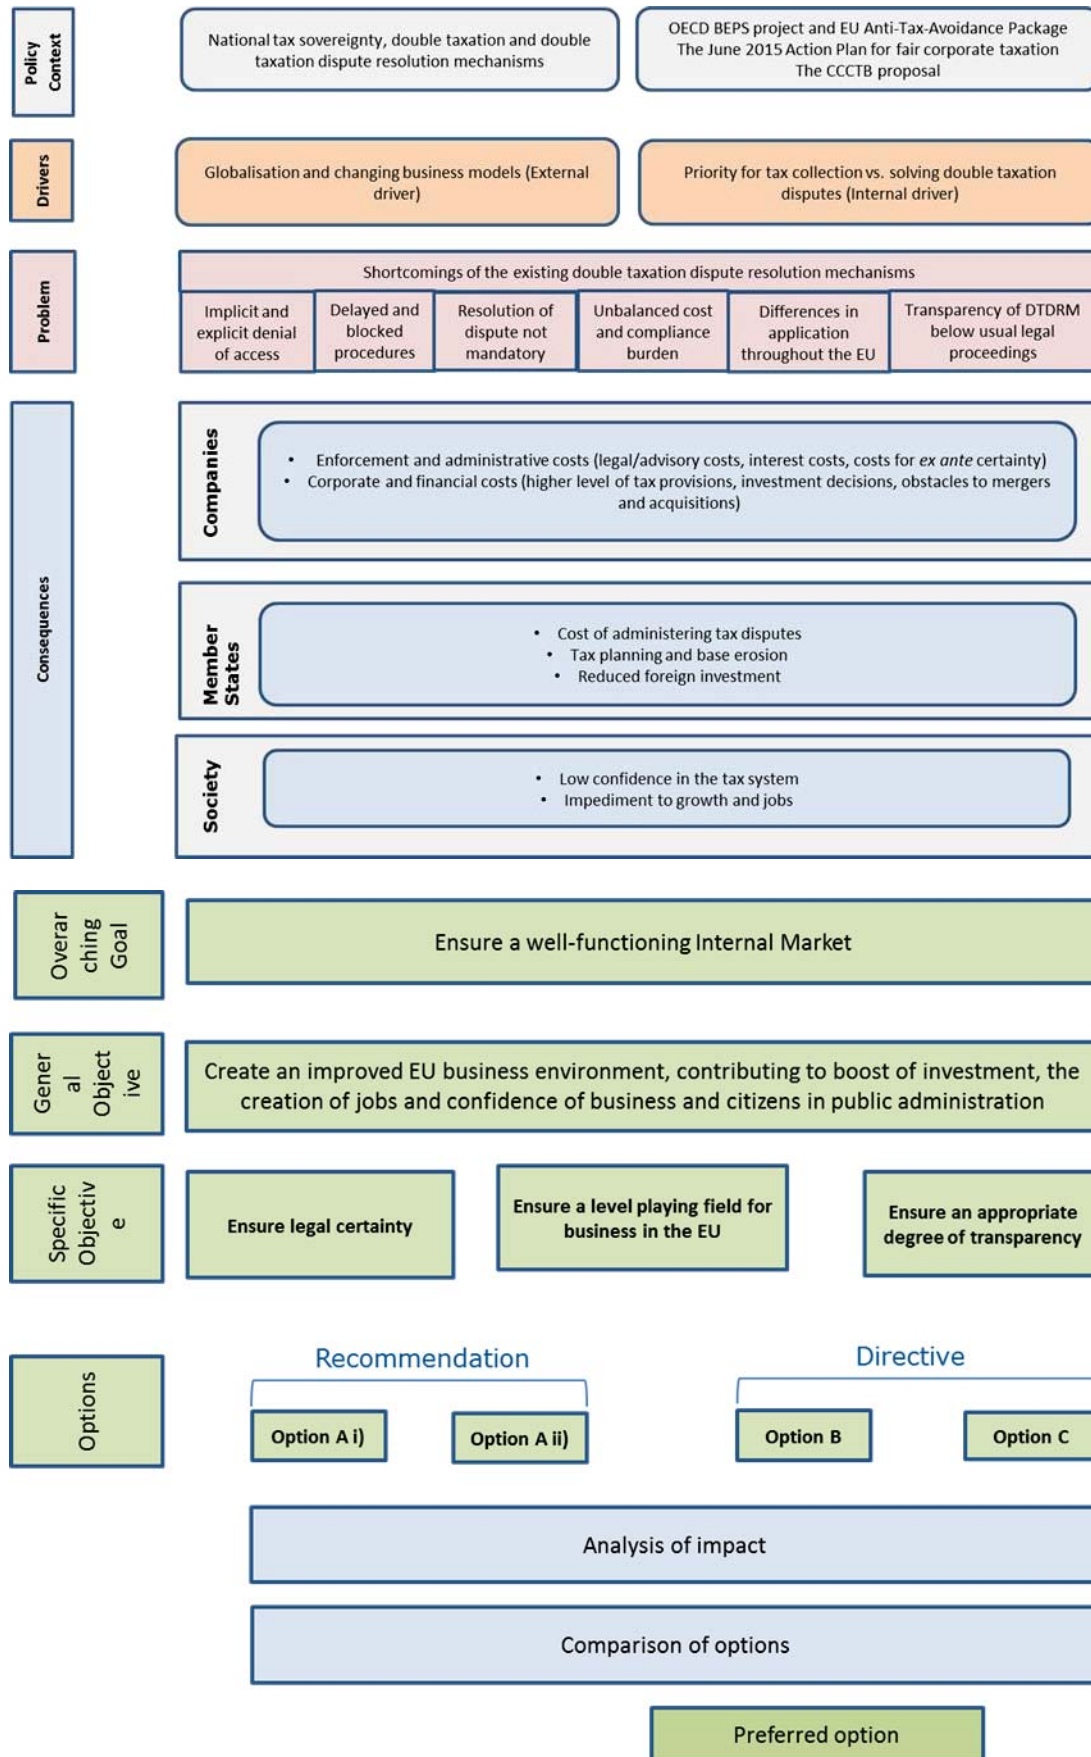 Policy
Context
National tax sovereignty, double taxation and double
taxation dispute resolution mechanisms
OECD BEPS project and EU Anti-Tax-Avoidance Package
The June 2015 Action Plan for fair corporate taxation
The CCCTB proposal
Drivers
Globalisation and changing business models (External
driver)
Priority for tax collection vs. solving double taxation
disputes (Internal driver)
Problem
Shortcomings of the existing double taxation dispute resolution mechanisms
Implicit and
explicit denial
of access
Delayed and
blocked
procedures
Resolution of
dispute not
mandatory
Unbalanced cost
and compliance
burden
Differences in
application
throughout the EU
Transparency of DTDRM
below usual legal
proceedings
Consequences
Companies
• Enforcement and administrative costs (legal/advisory costs, interest costs, costs for ex ante certainty)
• Corporate and financial costs (higher level of tax provisions, investment decisions, obstacles to mergers
and acquisitions)
Member
States
• Cost of administering tax disputes
• Tax planning and base erosion
• Reduced foreign investment
Society
• Low confidence in the tax system
• Impediment to growth and jobs
Overar
ching
Goal
Ensure a well-functioning Internal Market
Gener
al
Object
ive
Create an improved EU business environment, contributing to boost of investment, the
creation of jobs and confidence of business and citizens in public administration
Specific
Objectiv
e
Ensure legal certainty
Ensure a level playing field for
business in the EU
Ensure an appropriate
degree of transparency
Options
Recommendation
Directive
Option A i)
Option A ii)
Option B
Option C
Analysis of impact
Comparison of options
Preferred option